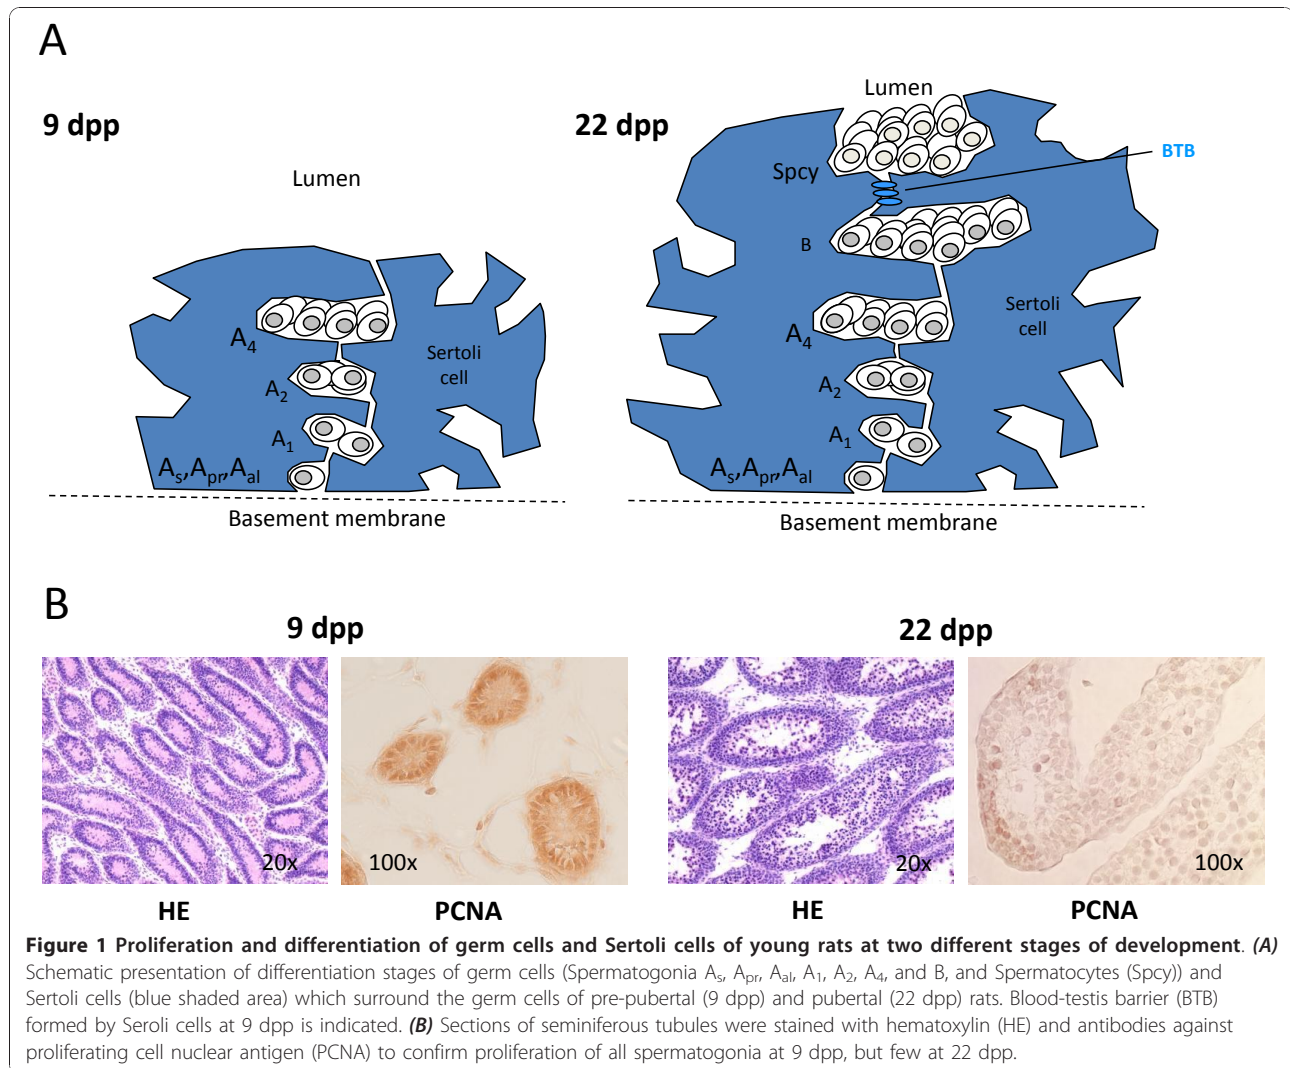 A
9 dpp
Lumen
A4
A2
A1
As,Apr,Aal
Sertoli
cell
Basement membrane
22 dpp
Lumen
BTB
Spcy
B
A4
A2
A1
As,Apr,Aal
Sertoli
cell
Basement membrane
B
9 dpp
22 dpp
20x
100x
20x
100x
HE
PCNA
HE
PCNA
Figure 1 Proliferation and differentiation of germ cells and Sertoli cells of young rats at two different stages of development. (A)
Schematic presentation of differentiation stages of germ cells (Spermatogonia As, Apr, Aal, A1, A2, A4, and B, and Spermatocytes (Spcy)) and
Sertoli cells (blue shaded area) which surround the germ cells of pre-pubertal (9 dpp) and pubertal (22 dpp) rats. Blood-testis barrier (BTB)
formed by Seroli cells at 9 dpp is indicated. (B) Sections of seminiferous tubules were stained with hematoxylin (HE) and antibodies against
proliferating cell nuclear antigen (PCNA) to confirm proliferation of all spermatogonia at 9 dpp, but few at 22 dpp.